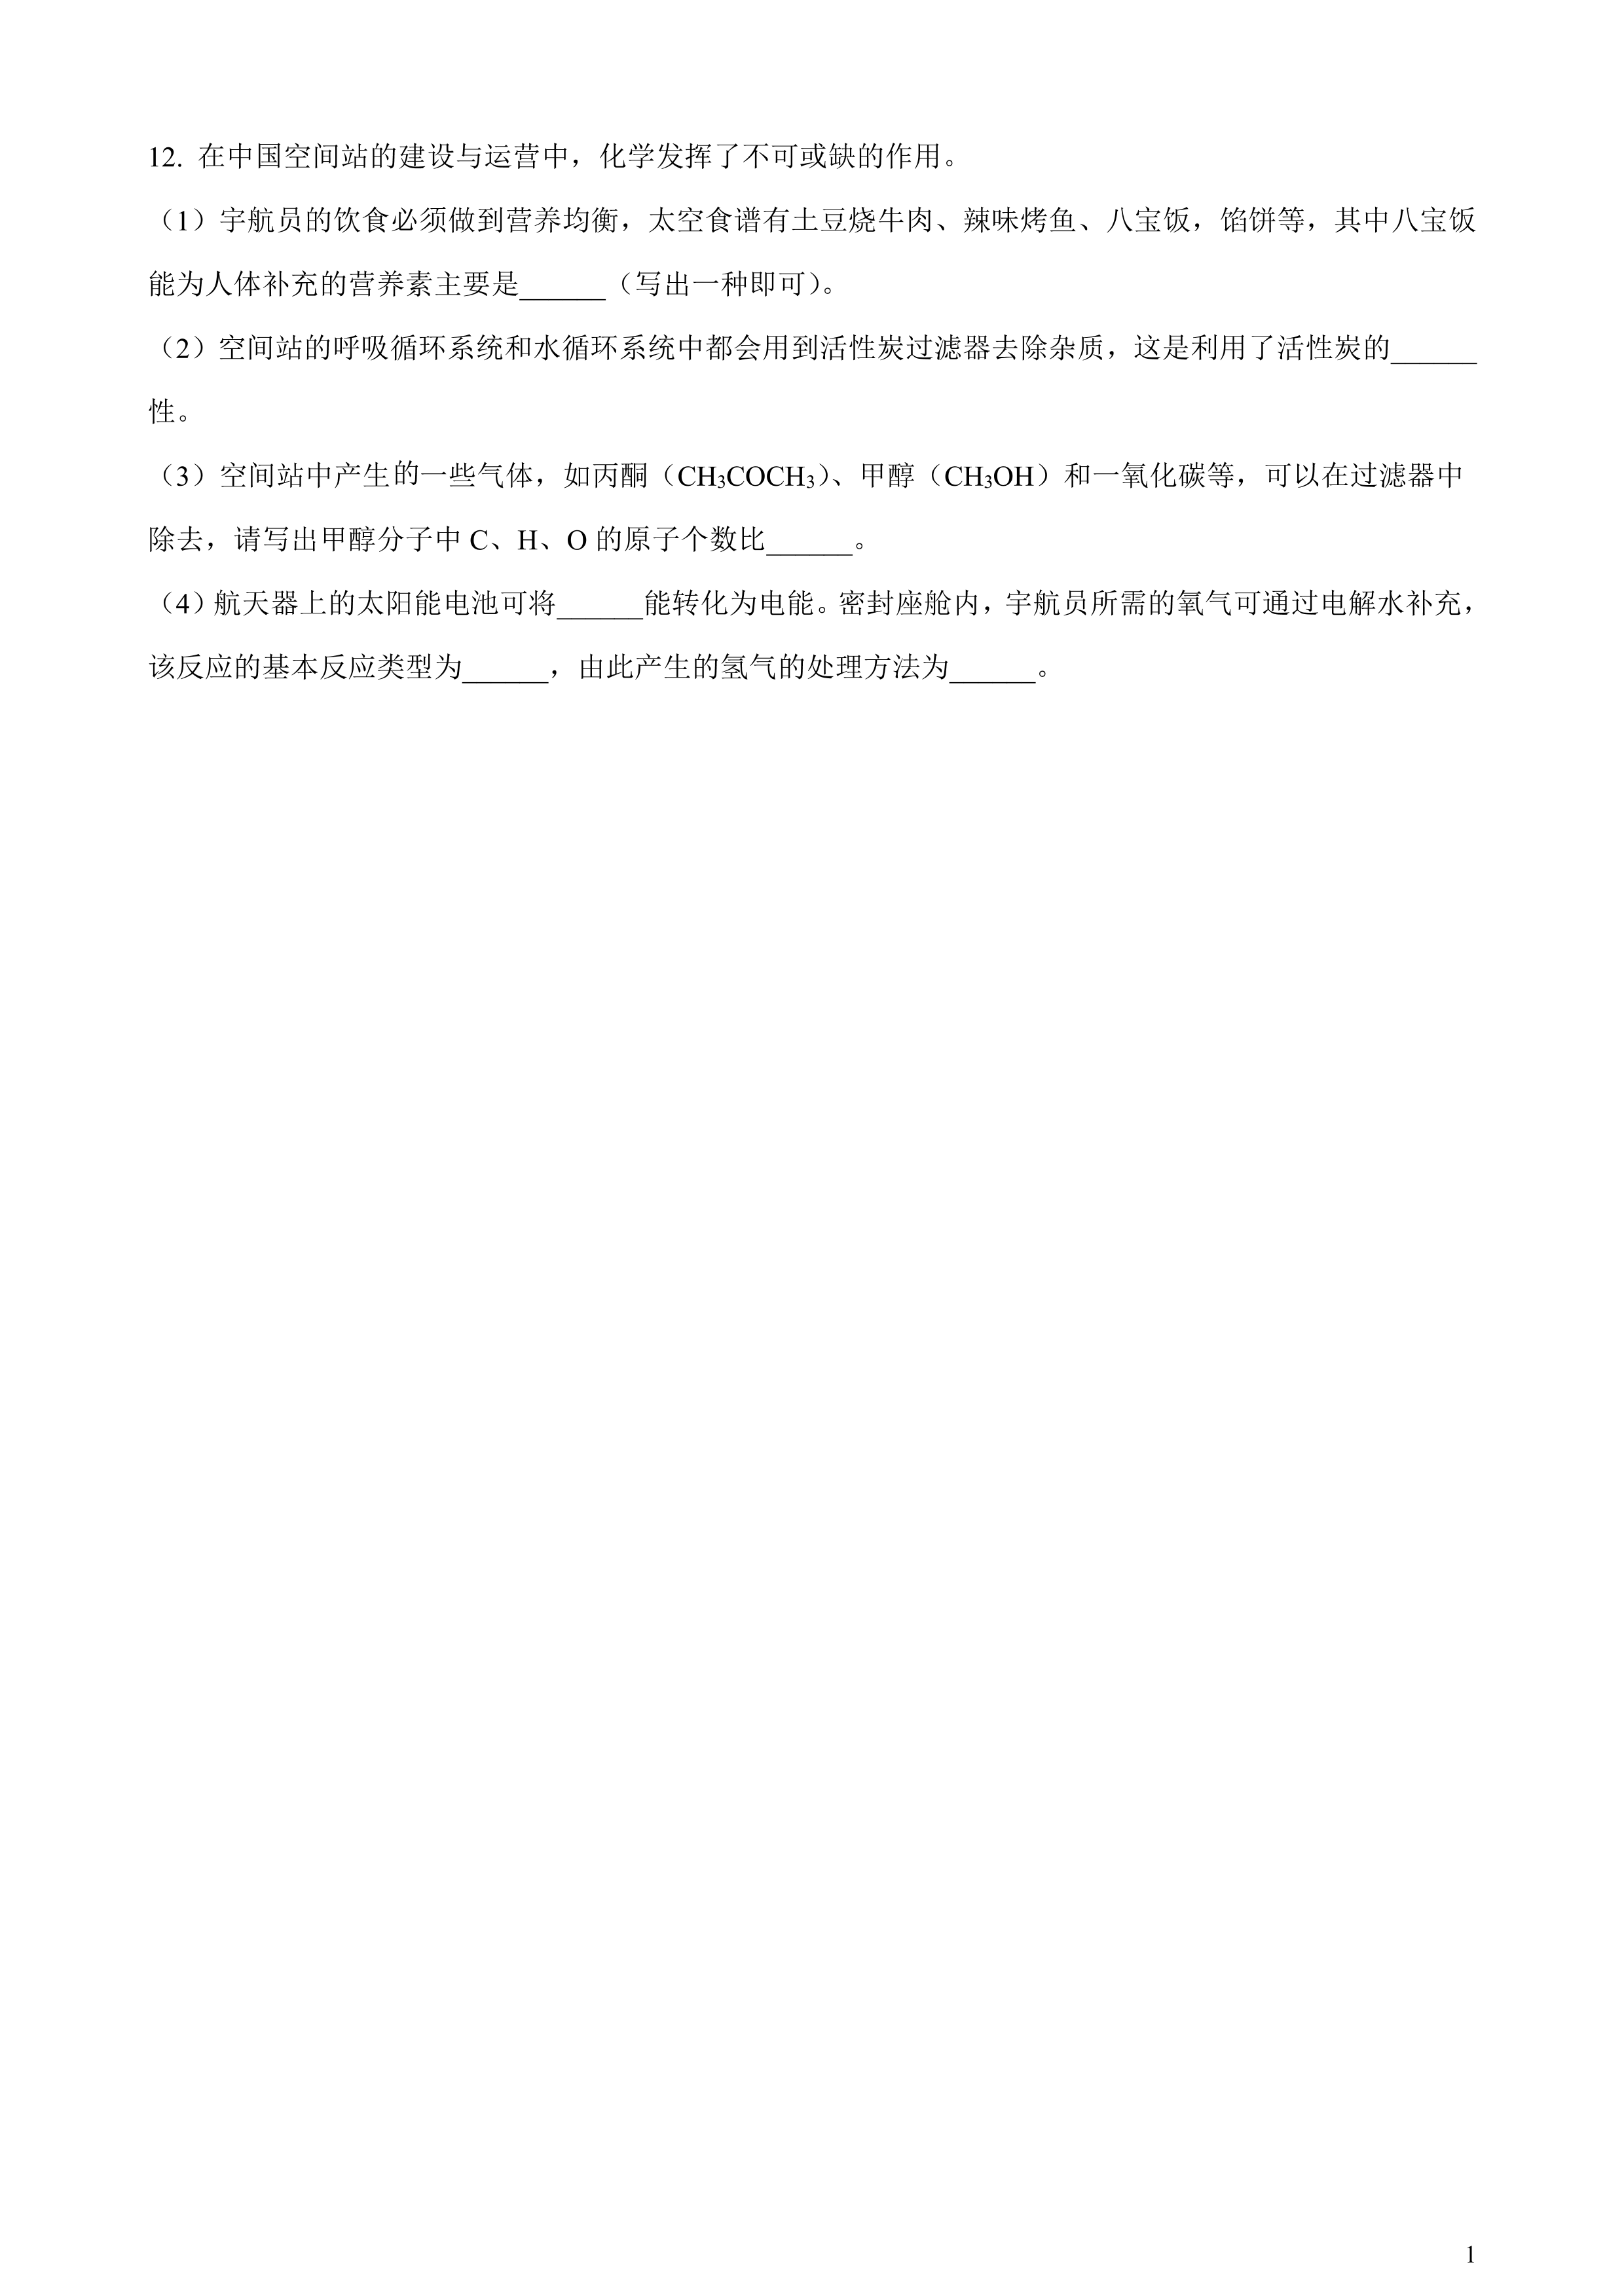 12. 在中国空间站的建设与运营中，化学发挥了不可或缺的作用。
（1）宇航员的饮食必须做到营养均衡，太空食谱有土豆烧牛肉、辣味烤鱼、八宝饭，馅饼等，其中八宝饭
能为人体补充的营养素主要是______（写出一种即可）。
（2）空间站的呼吸循环系统和水循环系统中都会用到活性炭过滤器去除杂质，这是利用了活性炭的______
性。
（3）空间站中产生的一些气体，如丙酮（CH₃COCH₃）、甲醇（CH₃OH）和一氧化碳等，可以在过滤器中
除去，请写出甲醇分子中 C、H、O 的原子个数比______。
（4）航天器上的太阳能电池可将______能转化为电能。密封座舱内，宇航员所需的氧气可通过电解水补充，
该反应的基本反应类型为______，由此产生的氢气的处理方法为______。
1